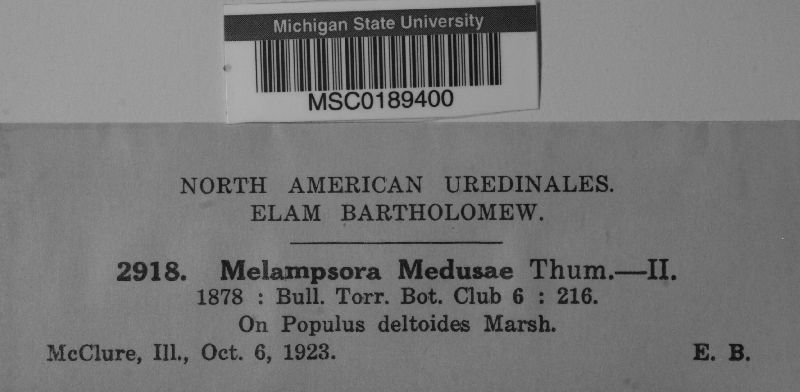 Michigan State University
MSC0189400
NORTH AMERICAN UREDINALES.
ELAM BARTHOLOMEW.
2918. Melampsora Medusae Thum.—II.
1878 : Bull. Torr. Bot. Club 6 : 216.
On Populus deltoides Marsh.
McClure, Ill., Oct. 6, 1923. E. B.